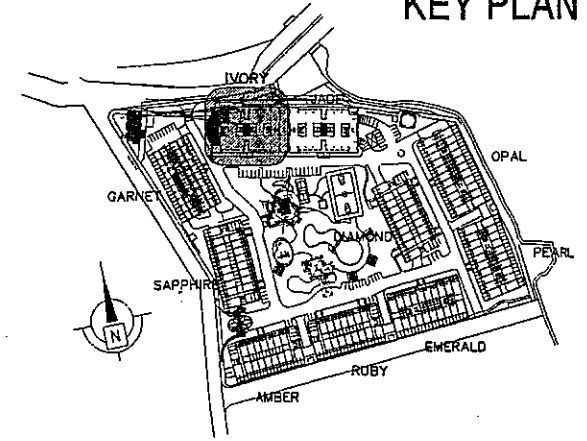 KEY PLAN
IVORY
JADE
OPAL
GARNET
DIAMOND
PEARL
SAPPHIRE
N
EMERALD
RUBY
AMBER